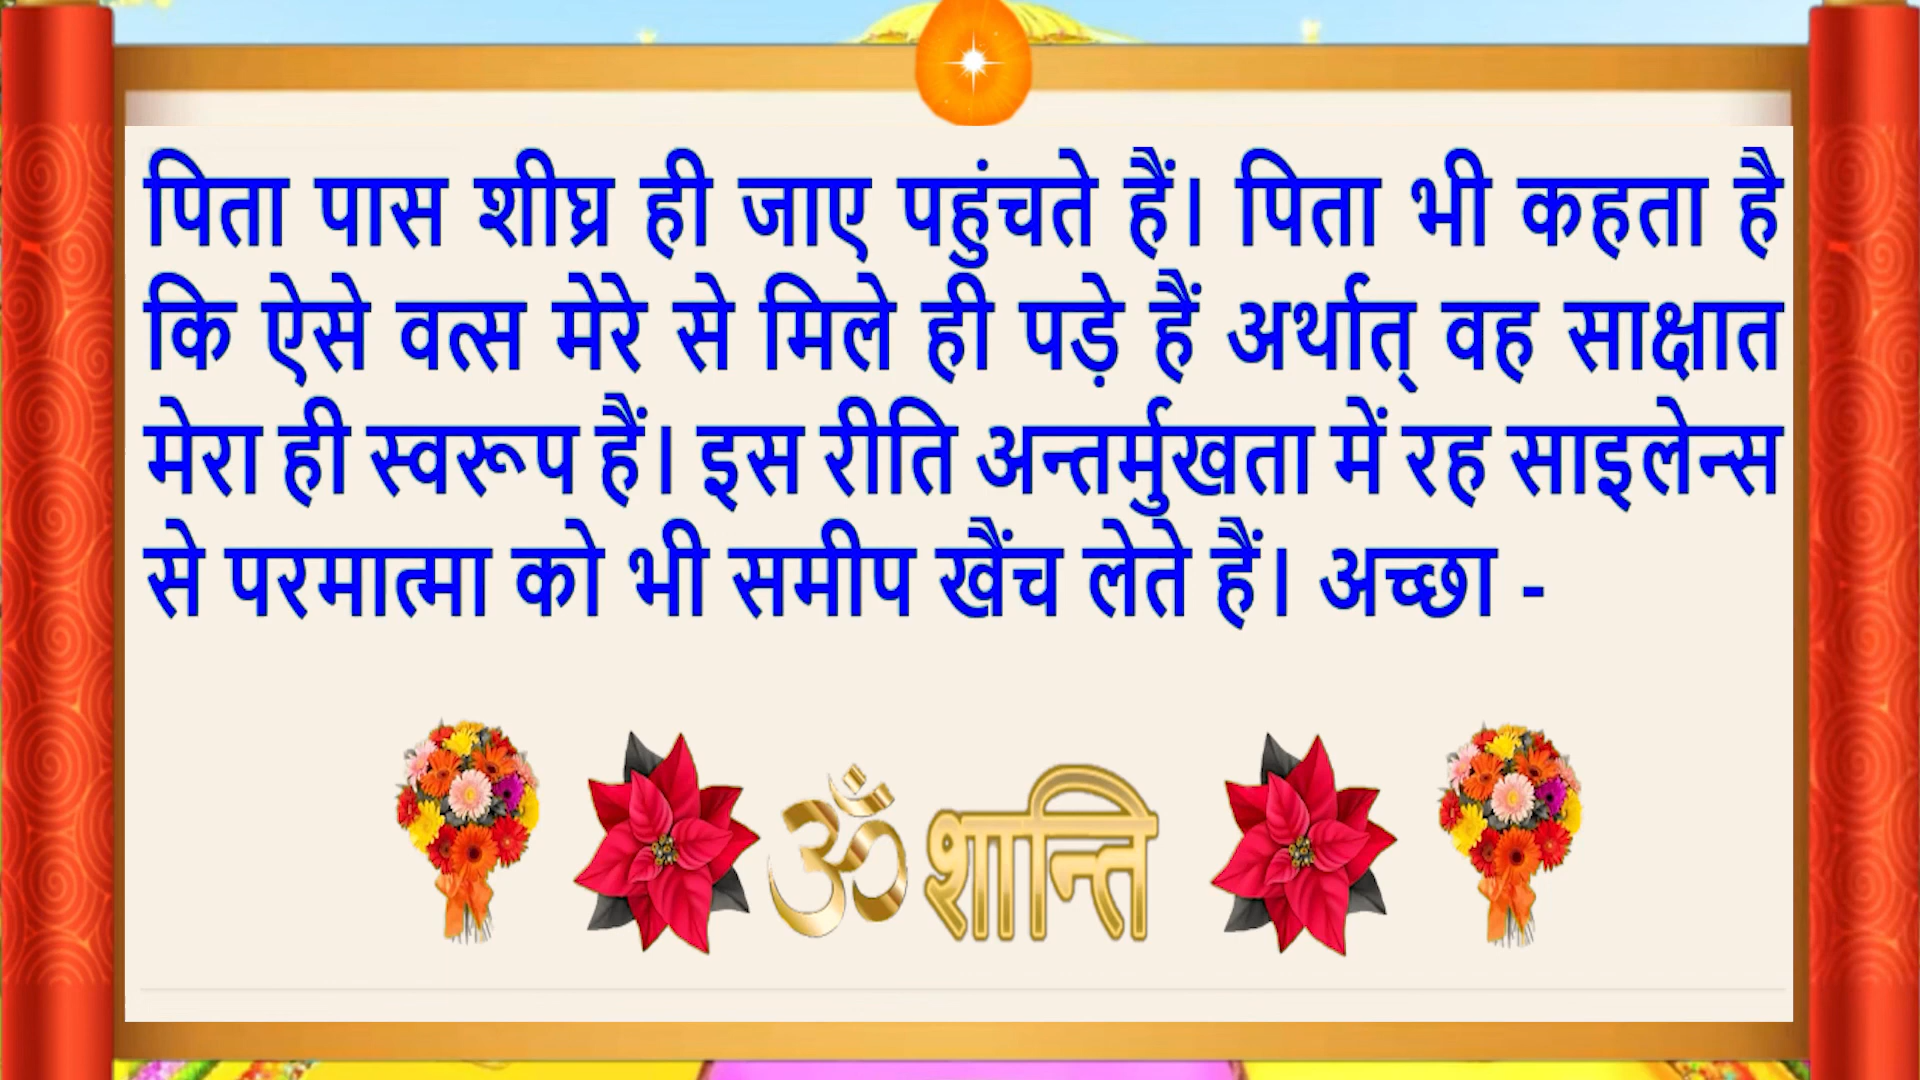 पिता पास शीघ्र ही जाए पहुंचते हैं। पिता भी कहता है
कि ऐसे वत्स मेरे से मिले ही पड़े हैं अर्थात् वह साक्षात
मेरा ही स्वरूप हैं। इस रीति अन्तर्मुखता में रह साइलेन्स
से परमात्मा को भी समीप खैंच लेते हैं। अच्छा -
ॐ शान्ति